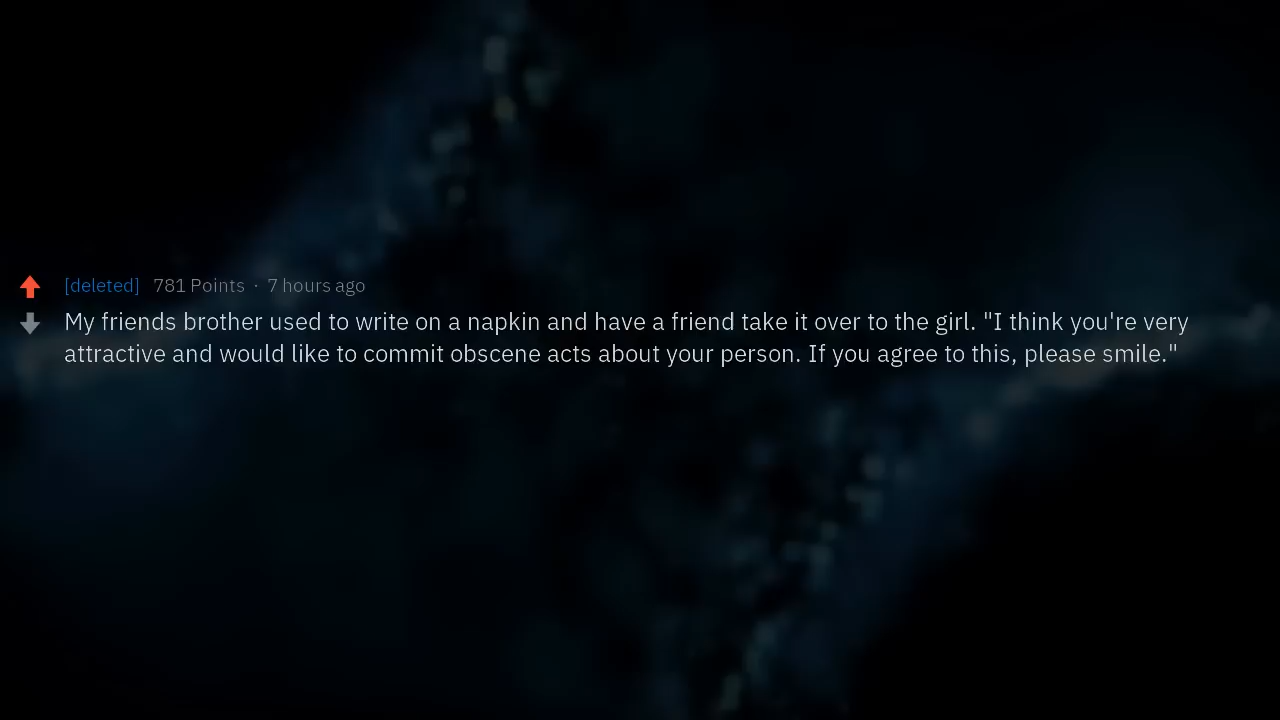 [deleted] 781 Points · 7 hours ago
My friends brother used to write on a napkin and have a friend take it over to the girl. "I think you're very
attractive and would like to commit obscene acts about your person. If you agree to this, please smile."